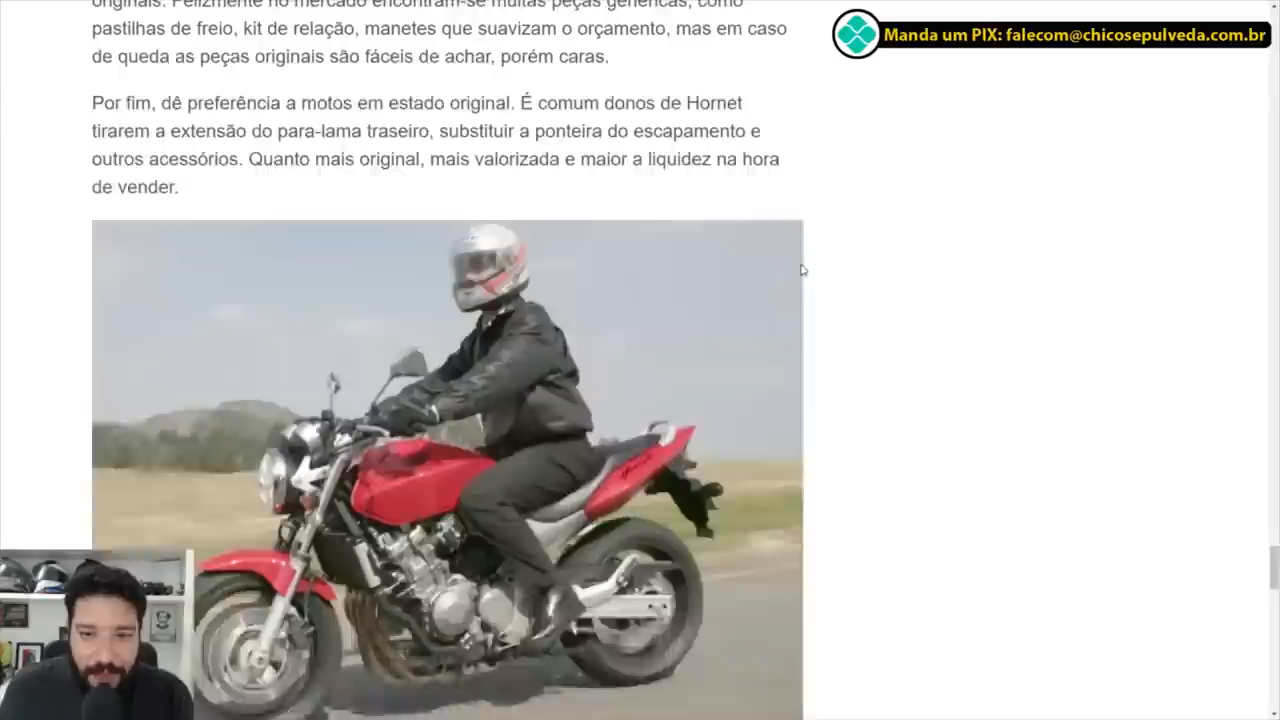 originais. Felizmente no mercado encontram-se muitas peças genéricas, como
pastilhas de freio, kit de relação, manetes que suavizam o orçamento, mas em caso
de queda as peças originais são fáceis de achar, porém caras.
Por fim, dê preferência a motos em estado original. É comum donos de Hornet
tirarem a extensão do para-lama traseiro, substituir a ponteira do escapamento e
outros acessórios. Quanto mais original, mais valorizada e maior a liquidez na hora
de vender.
Manda um PIX: falecom@chicosepulveda.com.br